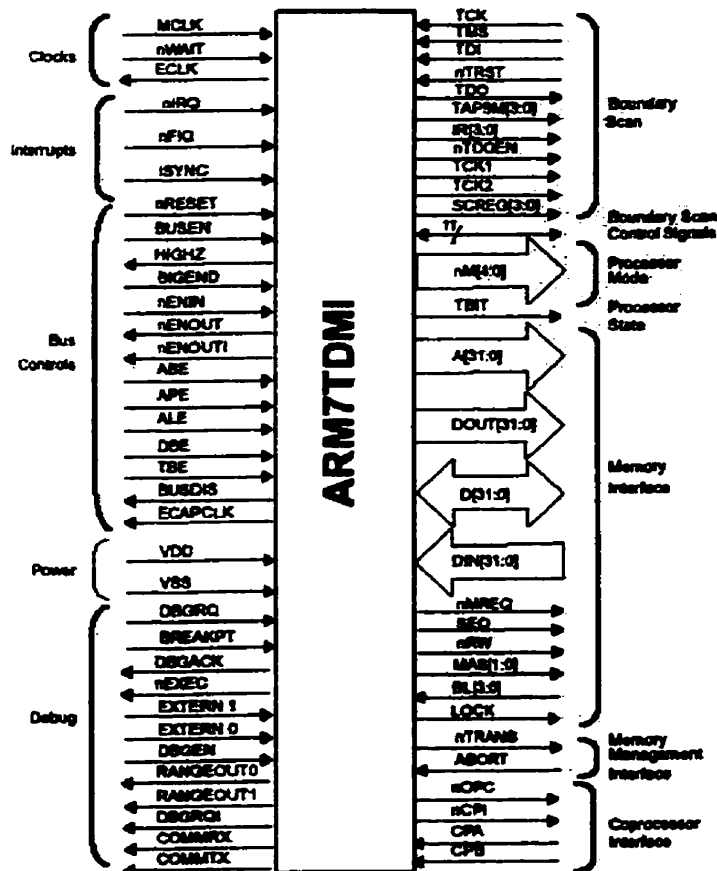 Clocks
MCLK
nWAIT
ECLK
Interrupts
nIRQ
nFIQ
ISYNC
Bus
Controls
nRESET
BUSEN
HIGHZ
BIGEND
nENIN
nENOUT
nENOUTI
ABE
APE
ALE
DBE
TBE
BUSDIS
ECAPCLK
Power
VDD
VSS
Debug
DBGRQ
BREAKPT
DBGACK
nEXEC
EXTERN 1
EXTERN 0
DBGEN
RANGEOUT0
RANGEOUT1
DBGRQI
COMMRX
COMMTX
ARM7TDMI
TCK
TMS
TDI
nTRST
TDO
TAPSM[3:0]
IR[3:0]
nTDOEN
TCK1
TCK2
SCREG[3:0]
Boundary
Scan
11
Boundary Scan
Control Signals
nM[4:0]
Processor
Mode
TBIT
Processor
State
A[31:0]
DOUT[31:0]
D[31:0]
DIN[31:0]
nMREQ
SEQ
nRW
MAS[1:0]
BL[3:0]
LOCK
Memory
Interface
nTRANS
ABORT
Memory
Management
Interface
nOPC
nCPI
CPA
CPB
Coprocessor
Interface